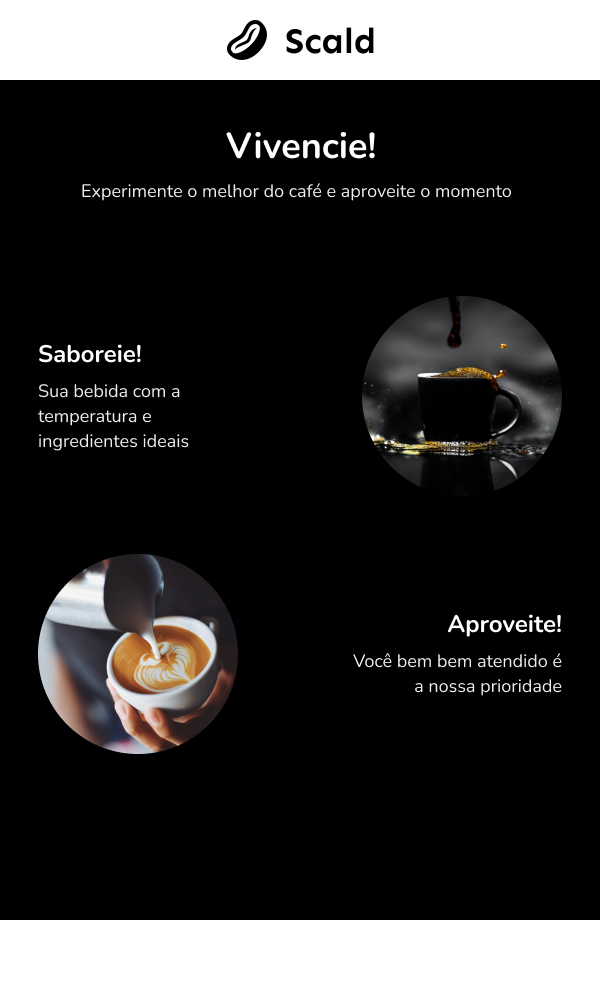 Scald
Vivencie!
Experimente o melhor do café e aproveite o momento
Saboreie!
Sua bebida com a
temperatura e
ingredientes ideais
Aproveite!
Você bem bem atendido é
a nossa prioridade